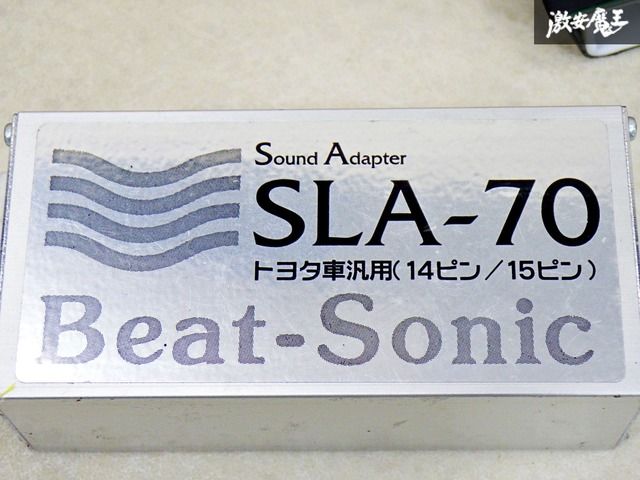 激安魔王
Sound Adapter
SLA-70
トヨタ車汎用(14ピン/15ピン)
Beat-Sonic